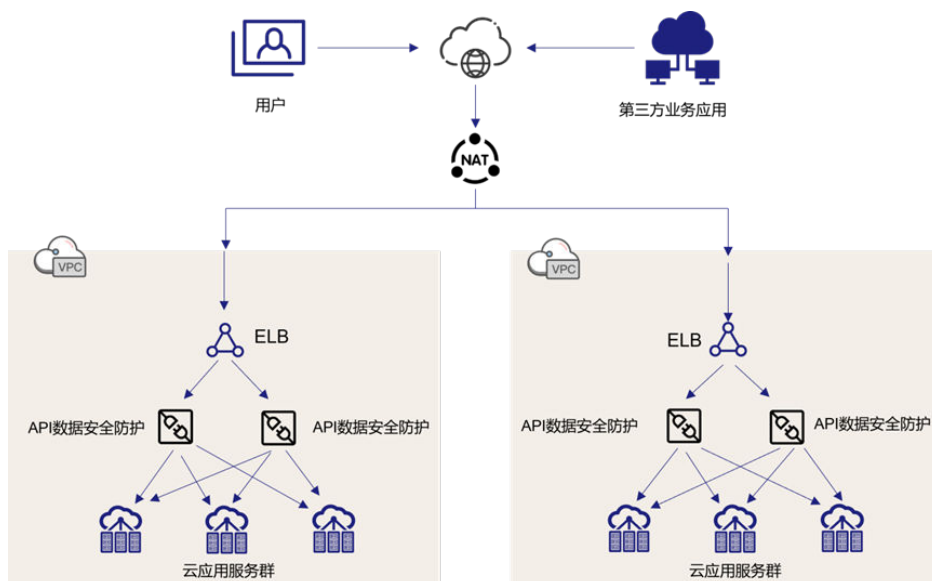 用户
第三方业务应用
NAT
VPC
VPC
ELB
ELB
API数据安全防护
API数据安全防护
API数据安全防护
API数据安全防护
云应用服务群
云应用服务群